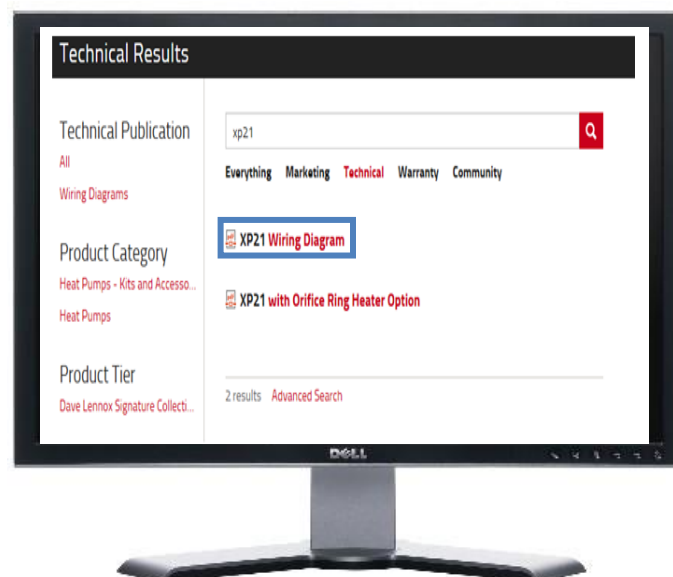 Technical Results
Technical Publication
All
Wiring Diagrams
Product Category
Heat Pumps - Kits and Accesso...
Heat Pumps
Product Tier
Dave Lennox Signature Collecti...
xp21
Everything Marketing Technical Warranty Community
XP21 Wiring Diagram
XP21 with Orifice Ring Heater Option
2 results Advanced Search
DELL